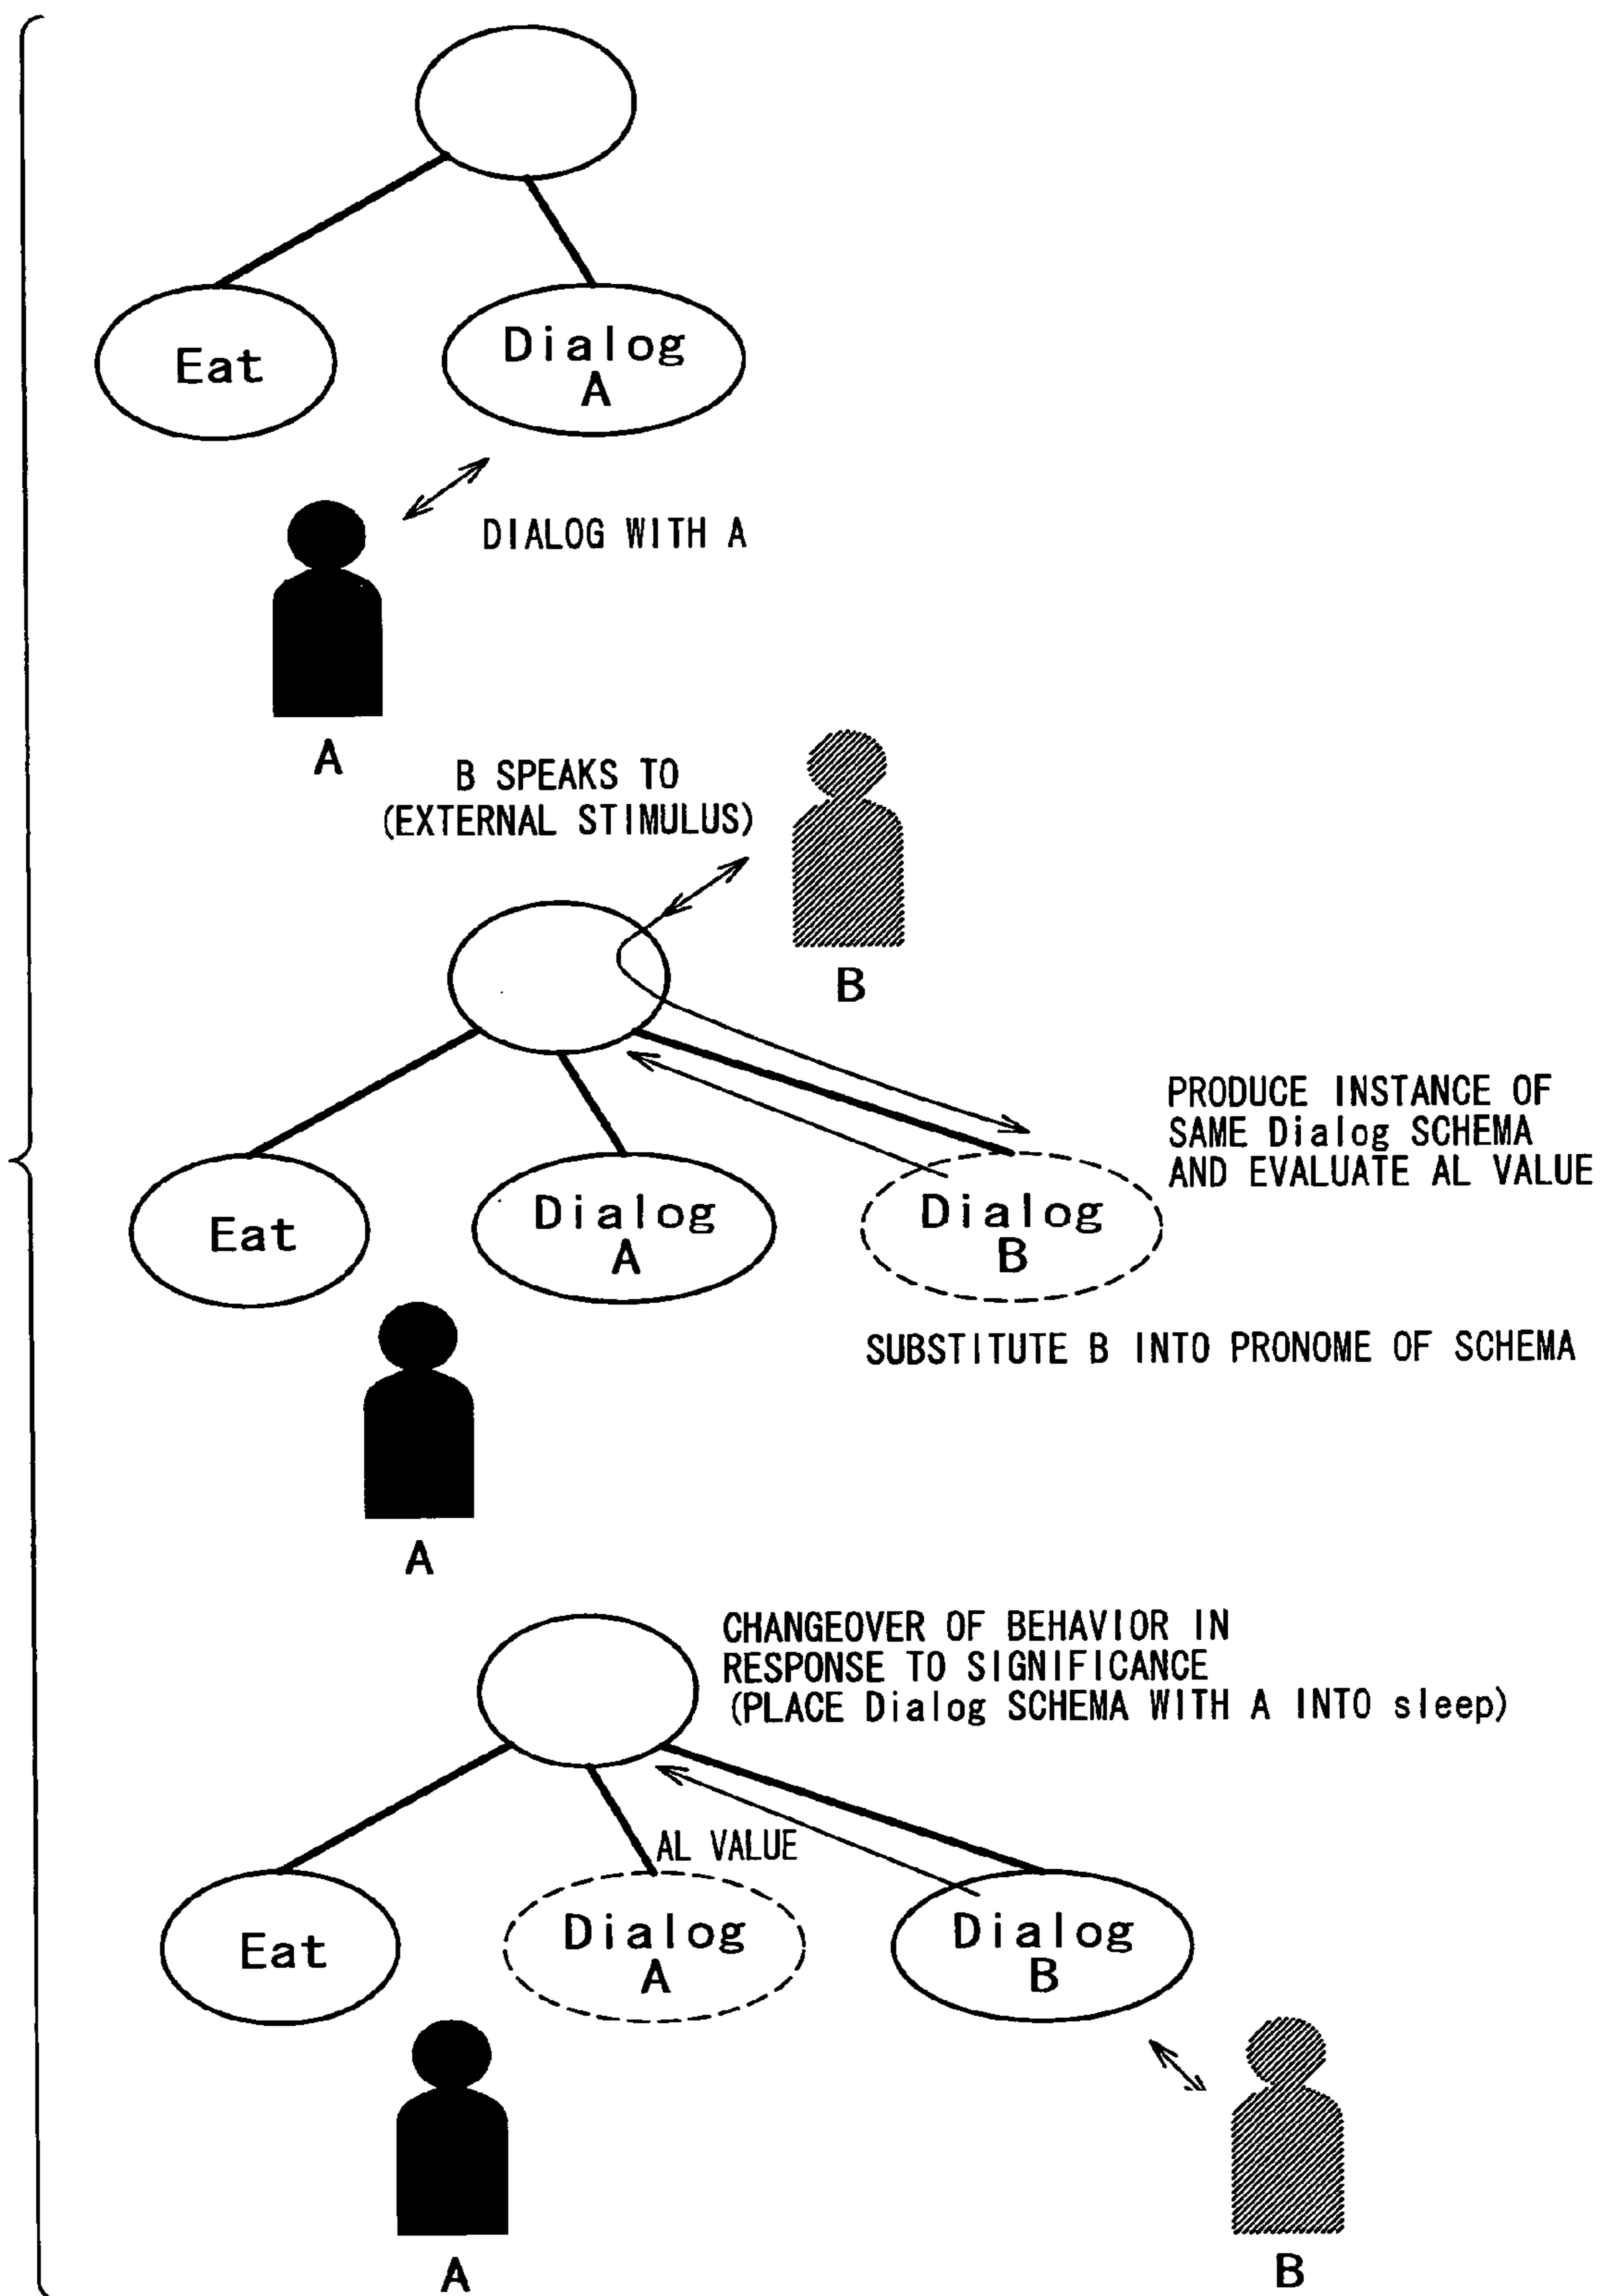 Eat
Dialog
A
DIALOG WITH A
A
B SPEAKS TO
(EXTERNAL STIMULUS)
B
PRODUCE INSTANCE OF
SAME Dialog SCHEMA
AND EVALUATE AL VALUE
Eat
Dialog
A
Dialog
B
SUBSTITUTE B INTO PRONOME OF SCHEMA
A
CHANGEOVER OF BEHAVIOR IN
RESPONSE TO SIGNIFICANCE
(PLACE Dialog SCHEMA WITH A INTO sleep)
AL VALUE
Eat
Dialog
A
Dialog
B
A
B